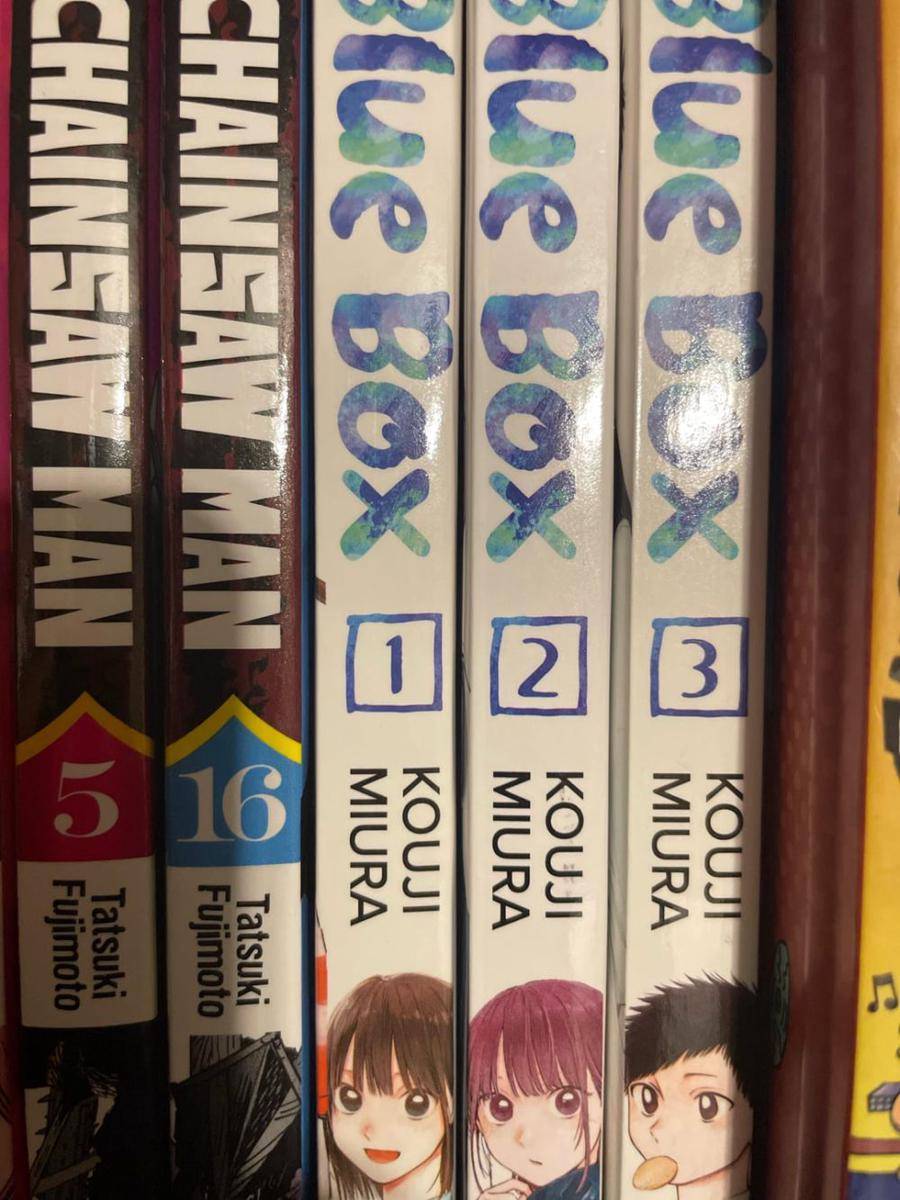 CHAINSAW MAN
5
Tatsuki
Fujimoto
CHAINSAW MAN
16
Tatsuki
Fujimoto
Blue Box
1
KOUJI
MIURA
Blue Box
2
KOUJI
MIURA
Blue Box
3
KOUJI
MIURA